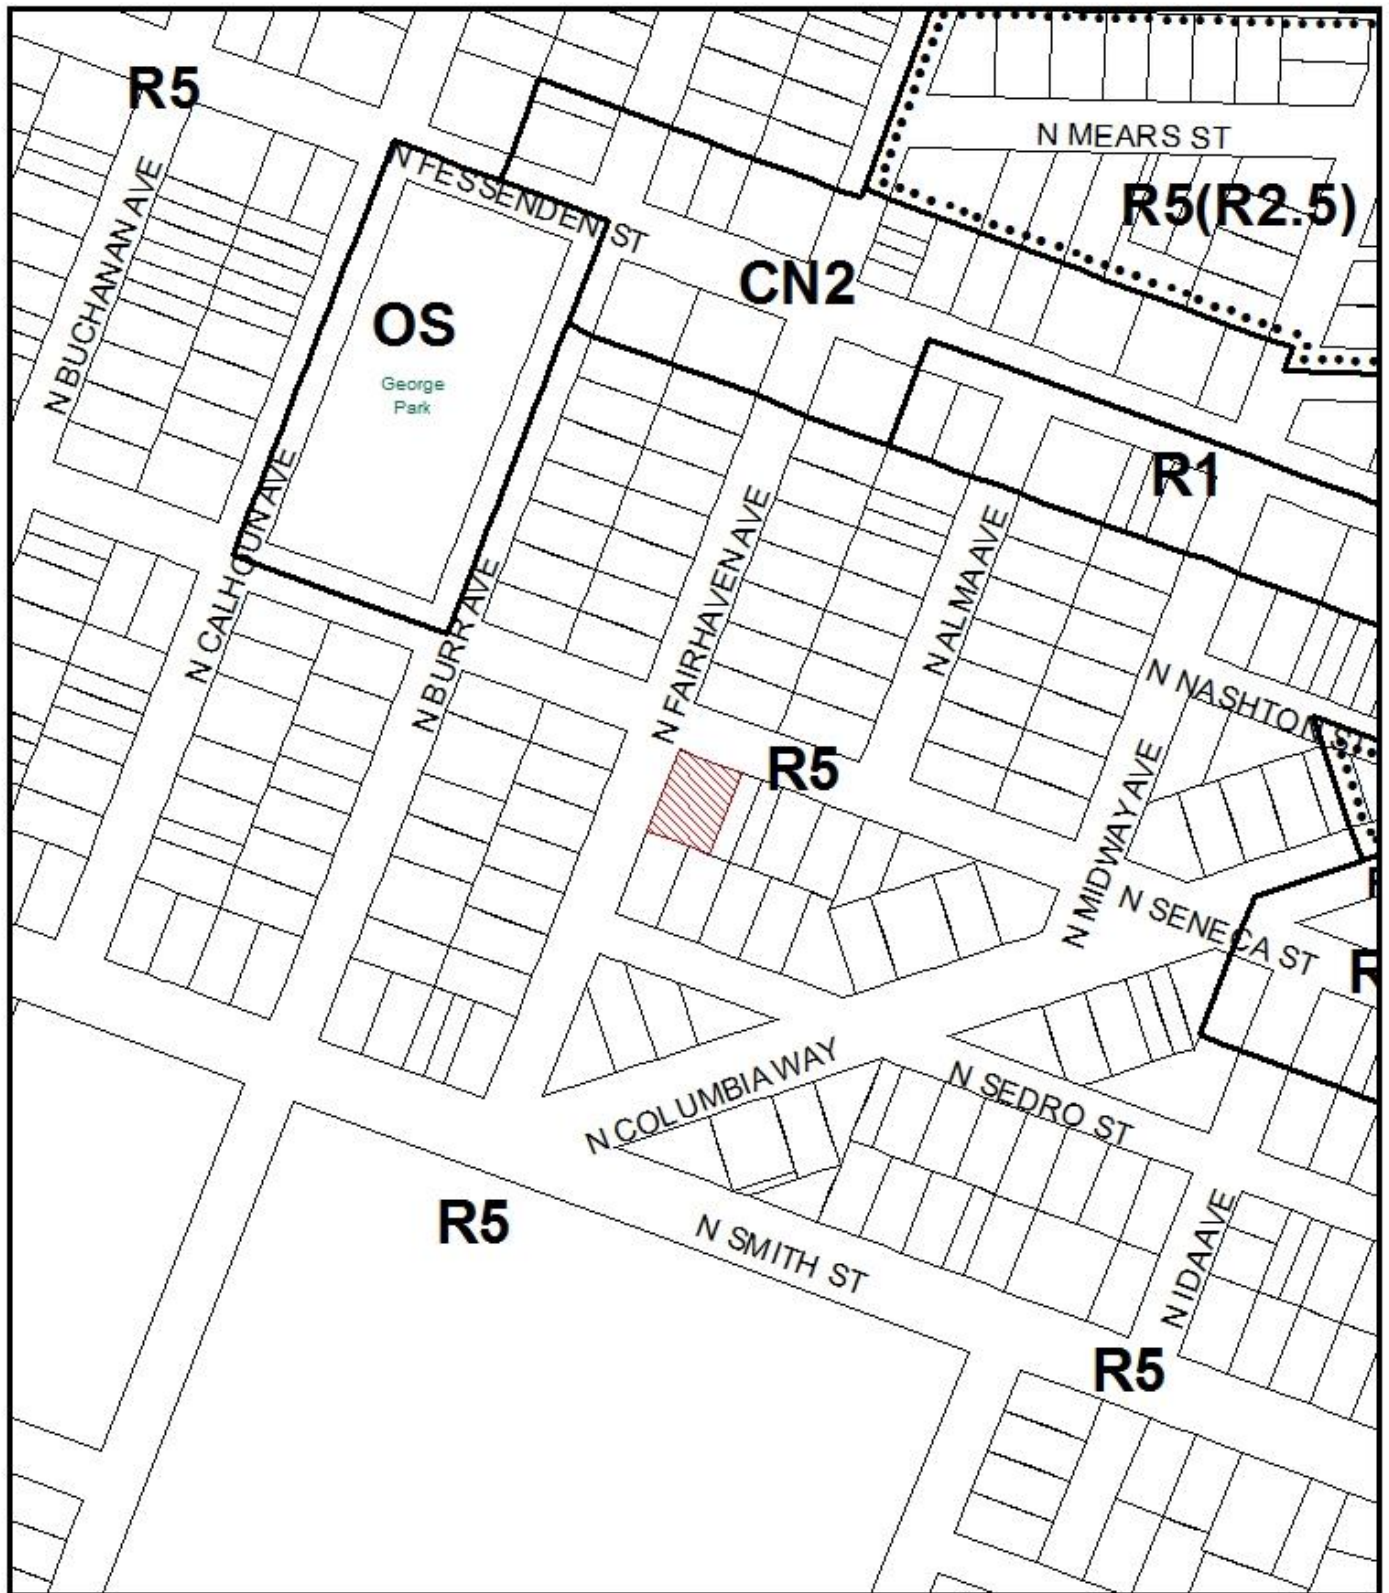 R5
N MEARS ST
N FESSENDEN ST
R5(R2.5)
N BUCHANAN AVE
CN2
OS
George
Park
R1
N CALHOUN AVE
N FAIRHAVEN AVE
N ALMA AVE
N BURR AVE
N NASHTON ST
R5
N MIDWAY AVE
N SENECA ST
R
N COLUMBIA WAY
N SEDRO ST
R5
N SMITH ST
N IDA AVE
R5